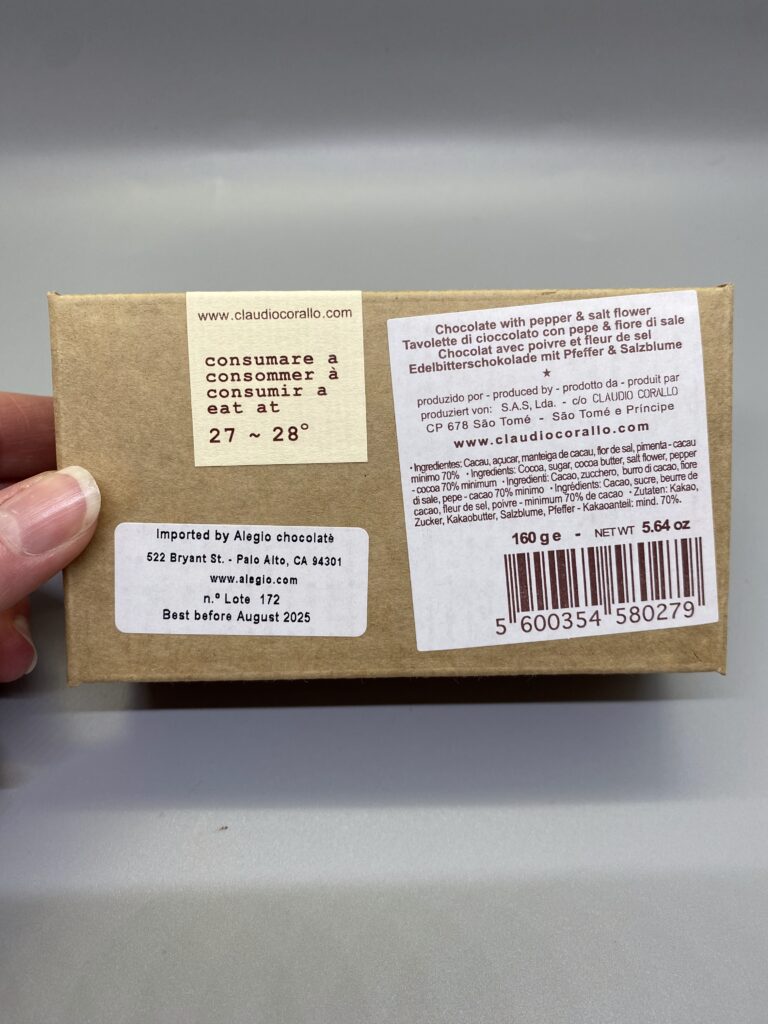 www.claudiocorallo.com
consumare a
consommer à
consumir a
eat at
27 ~ 28°
Imported by Alegio chocolatè
522 Bryant St. - Palo Alto, CA 94301
www.alegio.com
n.º Lote 172
Best before August 2025
Chocolate with pepper & salt flower
Tavolette di cioccolato con pepe & fiore di sale
Chocolat avec poivre et fleur de sel
Edelbitterschokolade mit Pfeffer & Salzblume
★
produzido por - produced by - prodotto da - produit par
produziert von: S.A.S, Lda. - c/o CLAUDIO CORALLO
CP 678 São Tomé - São Tomé e Príncipe
www.claudiocorallo.com
• Ingredientes: Cacau, açucar, manteiga de cacau, flor de sal, pimenta - cacau
minimo 70% • Ingredients: Cocoa, sugar, cocoa butter, salt flower, pepper
- cocoa 70% minimum • Ingredienti: Cacao, zucchero, burro di cacao, fiore
di sale, pepe - cacao 70% minimo • Ingrédients: Cacao, sucre, beurre de
cacao, fleur de sel, poivre - minimum 70% de cacao • Zutaten: Kakao,
Zucker, Kakaobutter, Salzblume, Pfeffer - Kakaoanteil: mind. 70%.
160 g e - NET WT 5.64 oz
5 600354 580279